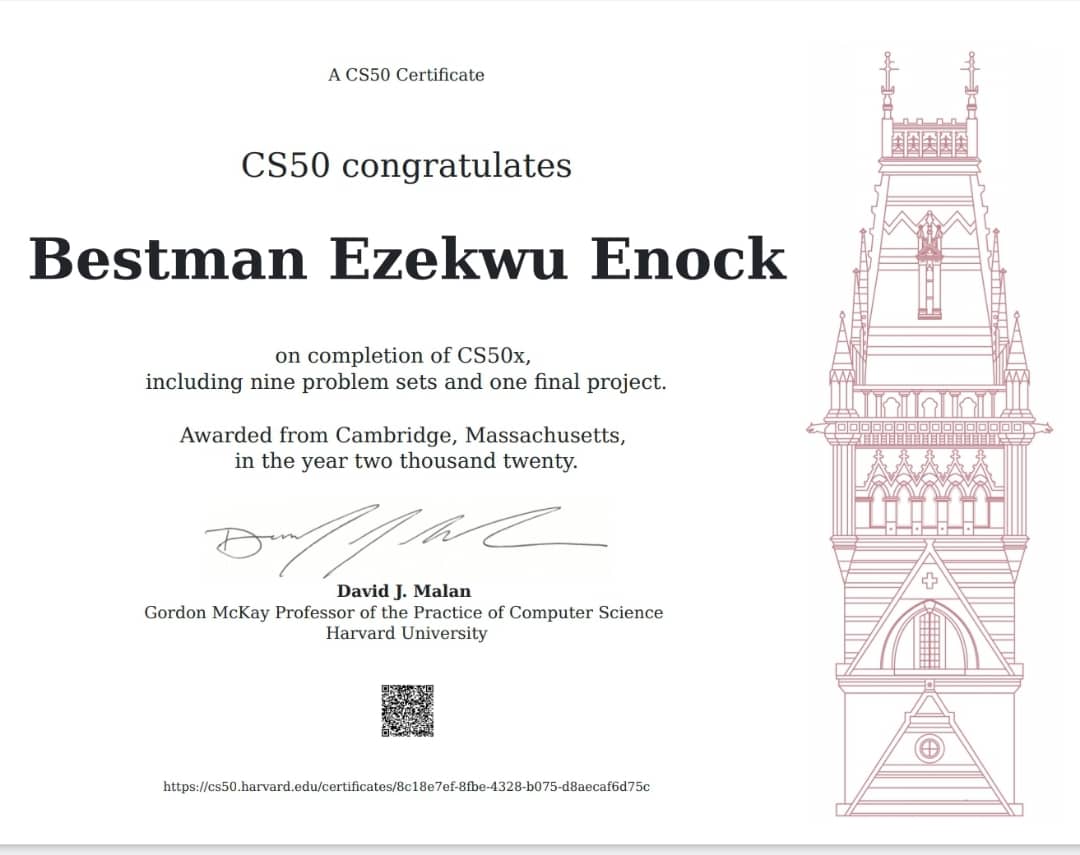 A CS50 Certificate
CS50 congratulates
Bestman Ezekwu Enock
on completion of CS50x,
including nine problem sets and one final project.
Awarded from Cambridge, Massachusetts,
in the year two thousand twenty.
David J. Malan
Gordon McKay Professor of the Practice of Computer Science
Harvard University
https://cs50.harvard.edu/certificates/8c18e7ef-8fbe-4328-b075-d8aecaf6d75c